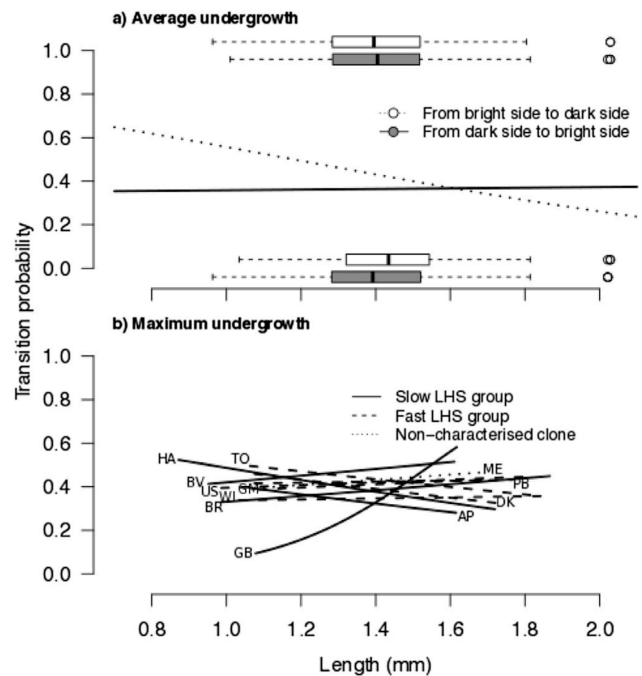 a) Average undergrowth
1.0
0.8
0.6
0.4
0.2
0.0
From bright side to dark side
From dark side to bright side
Transition probability
b) Maximum undergrowth
1.0
0.8
0.6
0.4
0.2
0.0
Slow LHS group
Fast LHS group
Non−characterised clone
HA
TO
BV
US
WI
GM
BR
GB
ME
PB
DK
AP
0.8 1.0 1.2 1.4 1.6 1.8 2.0
Length (mm)